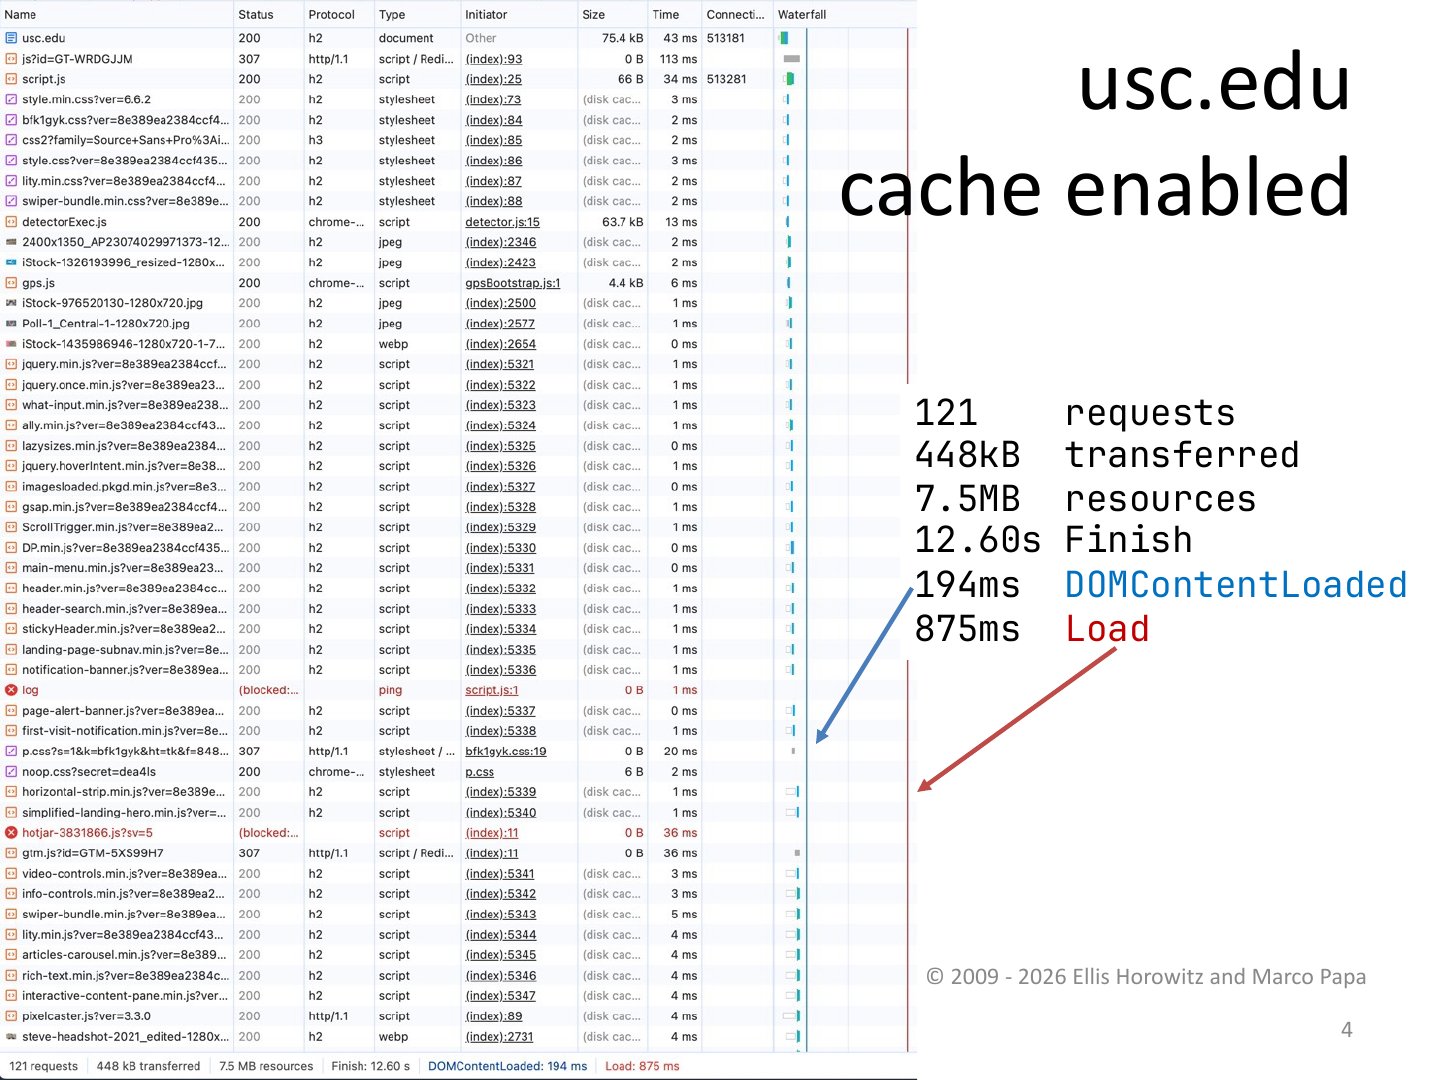 Name Status Protocol Type Initiator Size Time Connecti... Waterfall
usc.edu 200 h2 document Other 75.4 kB 43 ms 513181
js?id=GT-WRDGJJM 307 http/1.1 script / Redi... (index):93 0 B 113 ms
script.js 200 h2 script (index):25 66 B 34 ms 513281
style.min.css?ver=6.6.2 200 h2 stylesheet (index):73 (disk cac... 3 ms
bfk1gyk.css?ver=8e389ea2384ccf4... 200 h2 stylesheet (index):84 (disk cac... 2 ms
css2?family=Source+Sans+Pro%3Ai... 200 h3 stylesheet (index):85 (disk cac... 2 ms
style.css?ver=8e389ea2384ccf435... 200 h2 stylesheet (index):86 (disk cac... 3 ms
lity.min.css?ver=8e389ea2384ccf4... 200 h2 stylesheet (index):87 (disk cac... 2 ms
swiper-bundle.min.css?ver=8e389e... 200 h2 stylesheet (index):88 (disk cac... 2 ms
detectorExec.js 200 chrome-... script detector.js:15 63.7 kB 13 ms
2400x1350_AP23074029971373-12... 200 h2 jpeg (index):2346 (disk cac... 2 ms
iStock-1326193996_resized-1280x... 200 h2 jpeg (index):2423 (disk cac... 2 ms
gps.js 200 chrome-... script gpsBootstrap.js:1 4.4 kB 6 ms
iStock-976520130-1280x720.jpg 200 h2 jpeg (index):2500 (disk cac... 1 ms
Poll-1_Central-1-1280x720.jpg 200 h2 jpeg (index):2577 (disk cac... 1 ms
iStock-1435986946-1280x720-1-7... 200 h2 webp (index):2654 (disk cac... 0 ms
jquery.min.js?ver=8e389ea2384ccf... 200 h2 script (index):5321 (disk cac... 1 ms
jquery.once.min.js?ver=8e389ea23... 200 h2 script (index):5322 (disk cac... 1 ms
what-input.min.js?ver=8e389ea238... 200 h2 script (index):5323 (disk cac... 1 ms
ally.min.js?ver=8e389ea2384ccf43... 200 h2 script (index):5324 (disk cac... 1 ms
lazysizes.min.js?ver=8e389ea2384... 200 h2 script (index):5325 (disk cac... 0 ms
jquery.hoverIntent.min.js?ver=8e38... 200 h2 script (index):5326 (disk cac... 1 ms
imagesloaded.pkgd.min.js?ver=8e3... 200 h2 script (index):5327 (disk cac... 0 ms
gsap.min.js?ver=8e389ea2384ccf4... 200 h2 script (index):5328 (disk cac... 1 ms
ScrollTrigger.min.js?ver=8e389ea2... 200 h2 script (index):5329 (disk cac... 1 ms
DP.min.js?ver=8e389ea2384ccf435... 200 h2 script (index):5330 (disk cac... 0 ms
main-menu.min.js?ver=8e389ea23... 200 h2 script (index):5331 (disk cac... 0 ms
header.min.js?ver=8e389ea2384cc... 200 h2 script (index):5332 (disk cac... 1 ms
header-search.min.js?ver=8e389ea... 200 h2 script (index):5333 (disk cac... 1 ms
stickyHeader.min.js?ver=8e389ea2... 200 h2 script (index):5334 (disk cac... 1 ms
landing-page-subnav.min.js?ver=8e... 200 h2 script (index):5335 (disk cac... 1 ms
notification-banner.js?ver=8e389ea... 200 h2 script (index):5336 (disk cac... 1 ms
log (blocked:... ping script.js:1 0 B 1 ms
page-alert-banner.js?ver=8e389ea... 200 h2 script (index):5337 (disk cac... 0 ms
first-visit-notification.min.js?ver=8e... 200 h2 script (index):5338 (disk cac... 1 ms
p.css?s=1&k=bfk1gyk&ht=tk&f=848... 307 http/1.1 stylesheet / ... bfk1gyk.css:19 0 B 20 ms
noop.css?secret=dea4ls 200 chrome-... stylesheet p.css 6 B 2 ms
horizontal-strip.min.js?ver=8e389e... 200 h2 script (index):5339 (disk cac... 1 ms
simplified-landing-hero.min.js?ver=... 200 h2 script (index):5340 (disk cac... 1 ms
hotjar-3831866.js?sv=5 (blocked:... script (index):11 0 B 36 ms
gtm.js?id=GTM-5XS99H7 307 http/1.1 script / Redi... (index):11 0 B 36 ms
video-controls.min.js?ver=8e389ea... 200 h2 script (index):5341 (disk cac... 3 ms
info-controls.min.js?ver=8e389ea2... 200 h2 script (index):5342 (disk cac... 3 ms
swiper-bundle.min.js?ver=8e389ea... 200 h2 script (index):5343 (disk cac... 5 ms
lity.min.js?ver=8e389ea2384ccf43... 200 h2 script (index):5344 (disk cac... 4 ms
articles-carousel.min.js?ver=8e389... 200 h2 script (index):5345 (disk cac... 4 ms
rich-text.min.js?ver=8e389ea2384c... 200 h2 script (index):5346 (disk cac... 4 ms
interactive-content-pane.min.js?ver... 200 h2 script (index):5347 (disk cac... 4 ms
pixelcaster.js?ver=3.3.0 200 http/1.1 script (index):89 (disk cac... 4 ms
steve-headshot-2021_edited-1280x... 200 h2 webp (index):2731 (disk cac... 4 ms
121 requests 448 kB transferred 7.5 MB resources Finish: 12.60 s DOMContentLoaded: 194 ms Load: 875 ms
usc.edu
cache enabled
121 requests
448kB transferred
7.5MB resources
12.60s Finish
194ms DOMContentLoaded
875ms Load
© 2009 - 2026 Ellis Horowitz and Marco Papa
4